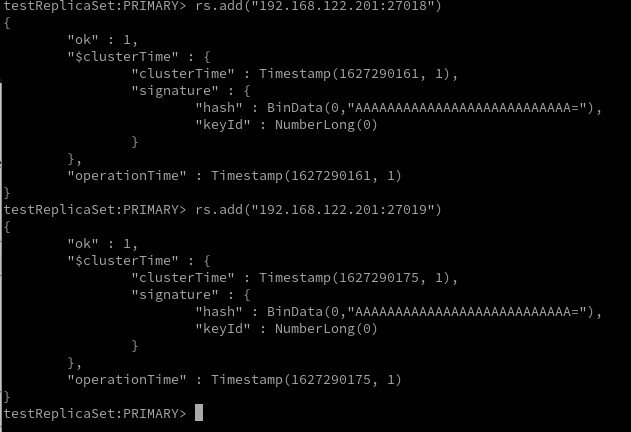 testReplicaSet:PRIMARY> rs.add("192.168.122.201:27018")
{
        "ok" : 1,
        "$clusterTime" : {
                "clusterTime" : Timestamp(1627290161, 1),
                "signature" : {
                        "hash" : BinData(0,"AAAAAAAAAAAAAAAAAAAAAAAAAAA="),
                        "keyId" : NumberLong(0)
                }
        },
        "operationTime" : Timestamp(1627290161, 1)
}
testReplicaSet:PRIMARY> rs.add("192.168.122.201:27019")
{
        "ok" : 1,
        "$clusterTime" : {
                "clusterTime" : Timestamp(1627290175, 1),
                "signature" : {
                        "hash" : BinData(0,"AAAAAAAAAAAAAAAAAAAAAAAAAAA="),
                        "keyId" : NumberLong(0)
                }
        },
        "operationTime" : Timestamp(1627290175, 1)
}
testReplicaSet:PRIMARY>